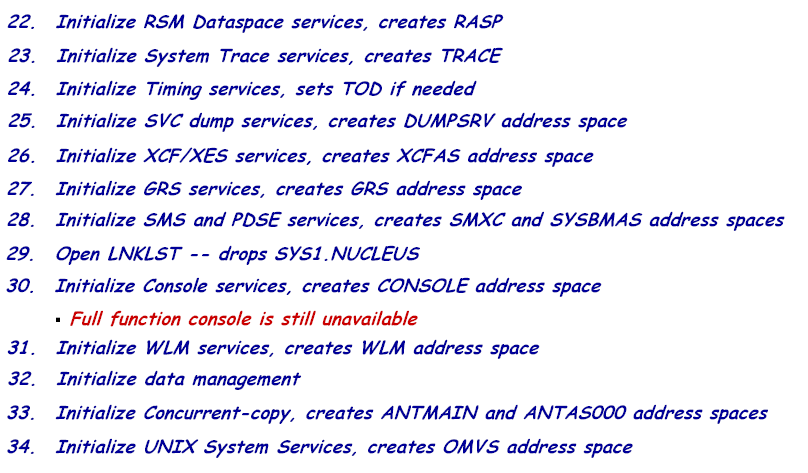 22. Initialize RSM Dataspace services, creates RASP
23. Initialize System Trace services, creates TRACE
24. Initialize Timing services, sets TOD if needed
25. Initialize SVC dump services, creates DUMPSRV address space
26. Initialize XCF/XES services, creates XCFAS address space
27. Initialize GRS services, creates GRS address space
28. Initialize SMS and PDSE services, creates SMXC and SYSBMAS address spaces
29. Open LNKLST -- drops SYS1.NUCLEUS
30. Initialize Console services, creates CONSOLE address space
▪ Full function console is still unavailable
31. Initialize WLM services, creates WLM address space
32. Initialize data management
33. Initialize Concurrent-copy, creates ANTMAIN and ANTAS000 address spaces
34. Initialize UNIX System Services, creates OMVS address space